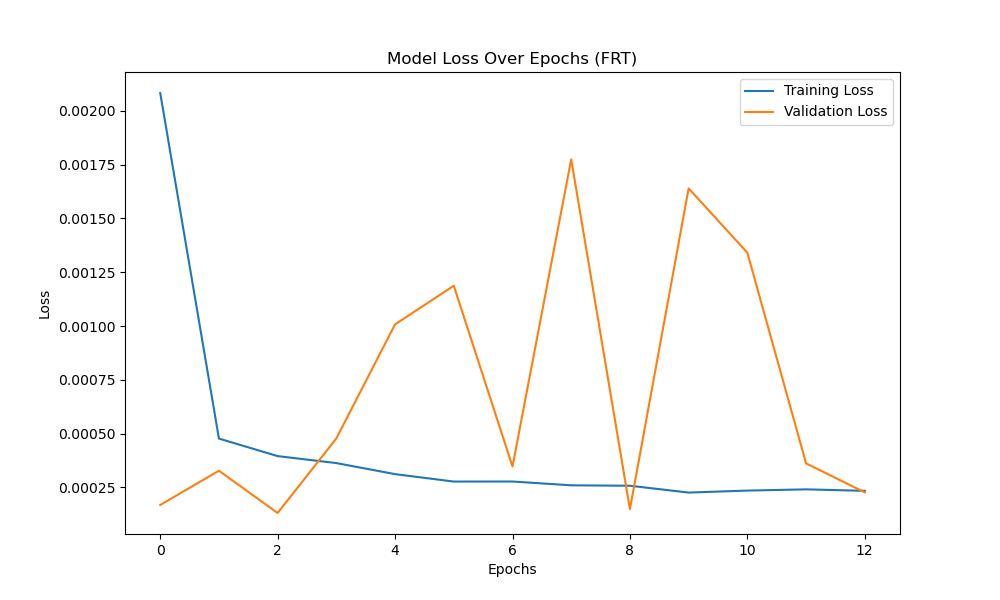 Model Loss Over Epochs (FRT)
Training Loss
Validation Loss
0.00200
0.00175
0.00150
0.00125
0.00100
0.00075
0.00050
0.00025
Loss
0 2 4 6 8 10 12
Epochs